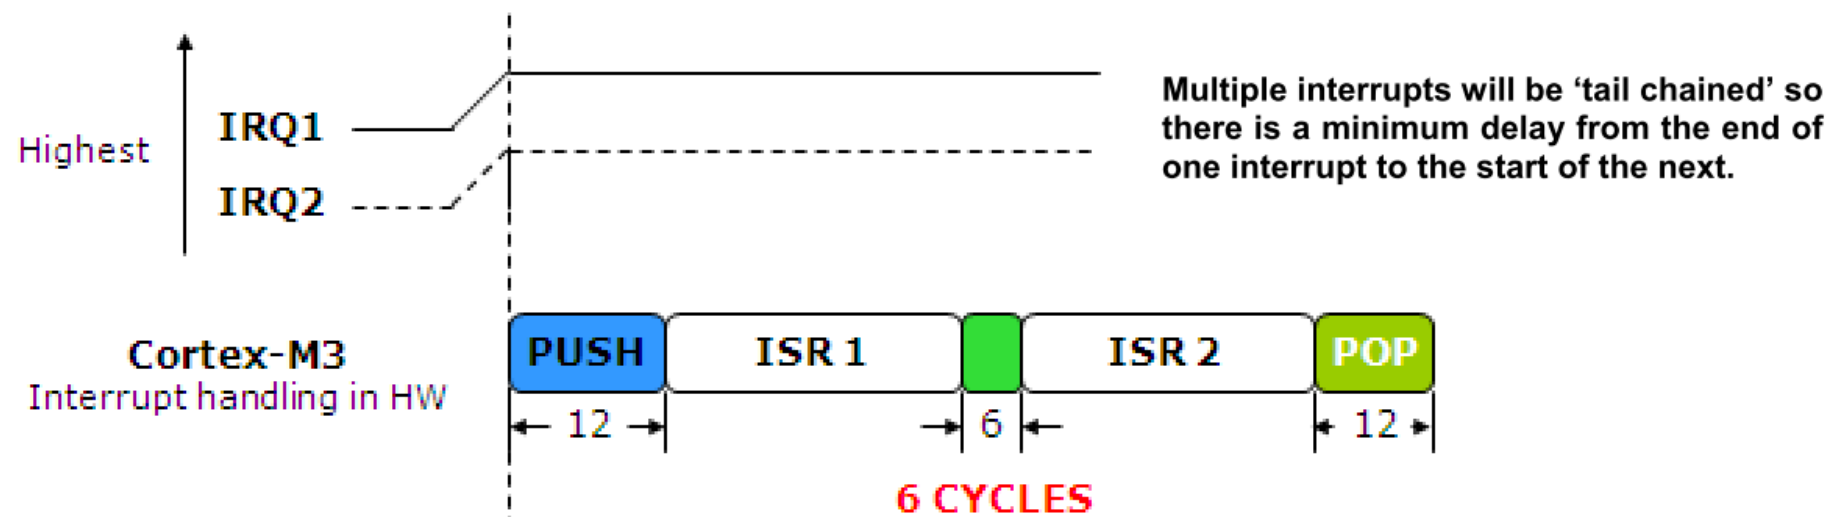 Highest
IRQ1
IRQ2
Multiple interrupts will be ‘tail chained’ so
there is a minimum delay from the end of
one interrupt to the start of the next.
Cortex-M3
Interrupt handling in HW
PUSH
ISR 1
ISR 2
POP
12
6
12
6 CYCLES